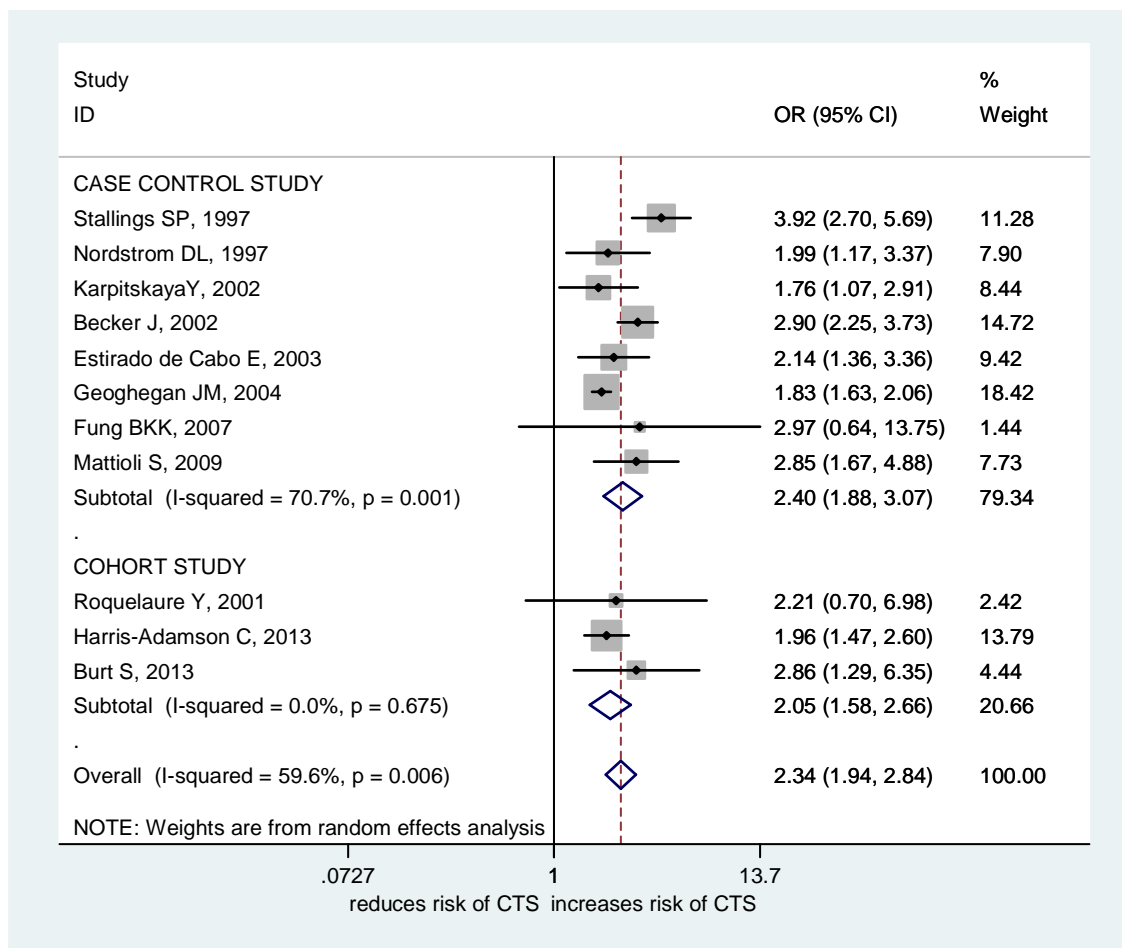 Study %
ID OR (95% CI) Weight
CASE CONTROL STUDY
Stallings SP, 1997 3.92 (2.70, 5.69) 11.28
Nordstrom DL, 1997 1.99 (1.17, 3.37) 7.90
KarpitskayaY, 2002 1.76 (1.07, 2.91) 8.44
Becker J, 2002 2.90 (2.25, 3.73) 14.72
Estirado de Cabo E, 2003 2.14 (1.36, 3.36) 9.42
Geoghegan JM, 2004 1.83 (1.63, 2.06) 18.42
Fung BKK, 2007 2.97 (0.64, 13.75) 1.44
Mattioli S, 2009 2.85 (1.67, 4.88) 7.73
Subtotal (I-squared = 70.7%, p = 0.001) 2.40 (1.88, 3.07) 79.34
.
COHORT STUDY
Roquelaure Y, 2001 2.21 (0.70, 6.98) 2.42
Harris-Adamson C, 2013 1.96 (1.47, 2.60) 13.79
Burt S, 2013 2.86 (1.29, 6.35) 4.44
Subtotal (I-squared = 0.0%, p = 0.675) 2.05 (1.58, 2.66) 20.66
.
Overall (I-squared = 59.6%, p = 0.006) 2.34 (1.94, 2.84) 100.00
NOTE: Weights are from random effects analysis
.0727 1 13.7
reduces risk of CTS increases risk of CTS